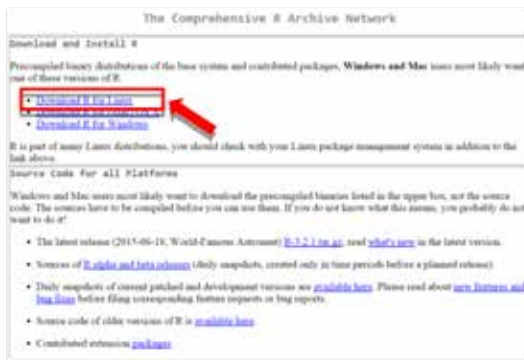 The Comprehensive R Archive Network
Download and Install R
Precompiled binary distributions of the base system and contributed packages, Windows and Mac users most likely want
one of these versions of R:
Download R for Linux
Download R for
Download R for Windows
R is part of many Linux distributions, you should check with your Linux package management system in addition to the
link above.
Source Code for all Platforms
Windows and Mac users most likely want to download the precompiled binaries listed in the upper box, not the source
code. The sources have to be compiled before you can use them. If you do not know what this means, you probably do not
want to do it!
The latest release (2015-06-18, World-Famous Astronaut) R-3.2.1.tar.gz, read what's new in the latest version.
Sources of R alpha and beta releases (daily snapshots, created only in time periods before a planned release).
Daily snapshots of current patched and development versions are available here. Please read about new features and
bug fixes before filing corresponding feature requests or bug reports.
Source code of older versions of R is available here.
Contributed extension packages